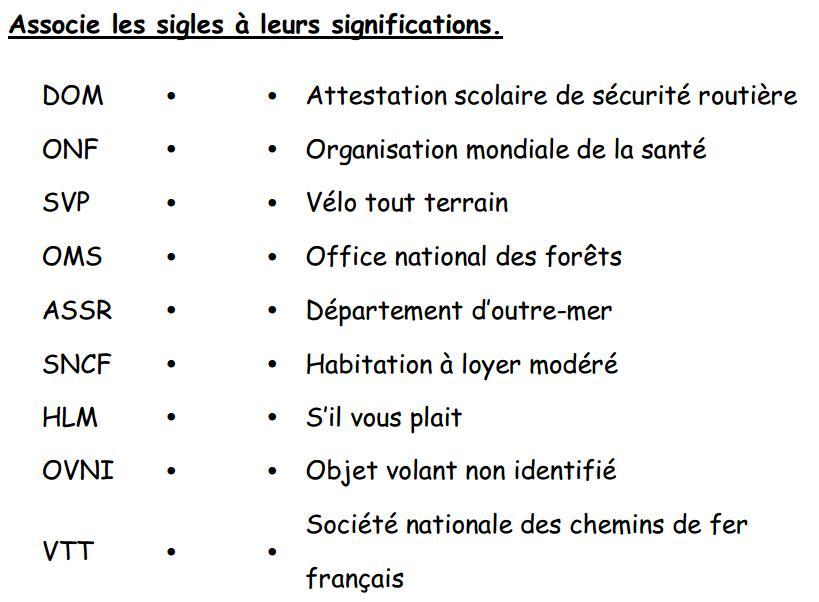 Associe les sigles à leurs significations.
DOM • • Attestation scolaire de sécurité routière
ONF • • Organisation mondiale de la santé
SVP • • Vélo tout terrain
OMS • • Office national des forêts
ASSR • • Département d'outre-mer
SNCF • • Habitation à loyer modéré
HLM • • S'il vous plait
OVNI • • Objet volant non identifié
VTT • • Société nationale des chemins de fer
français